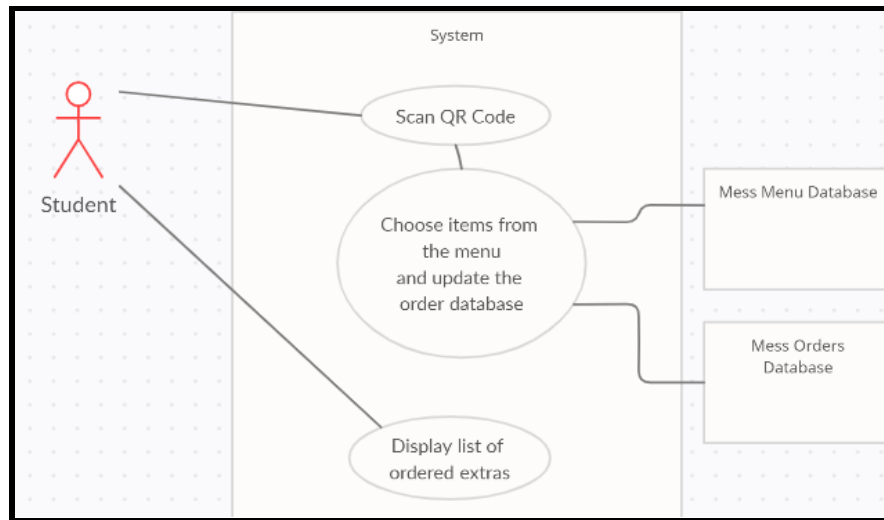 System
Scan QR Code
Student
Mess Menu Database
Choose items from
the menu
and update the
order database
Mess Orders
Database
Display list of
ordered extras